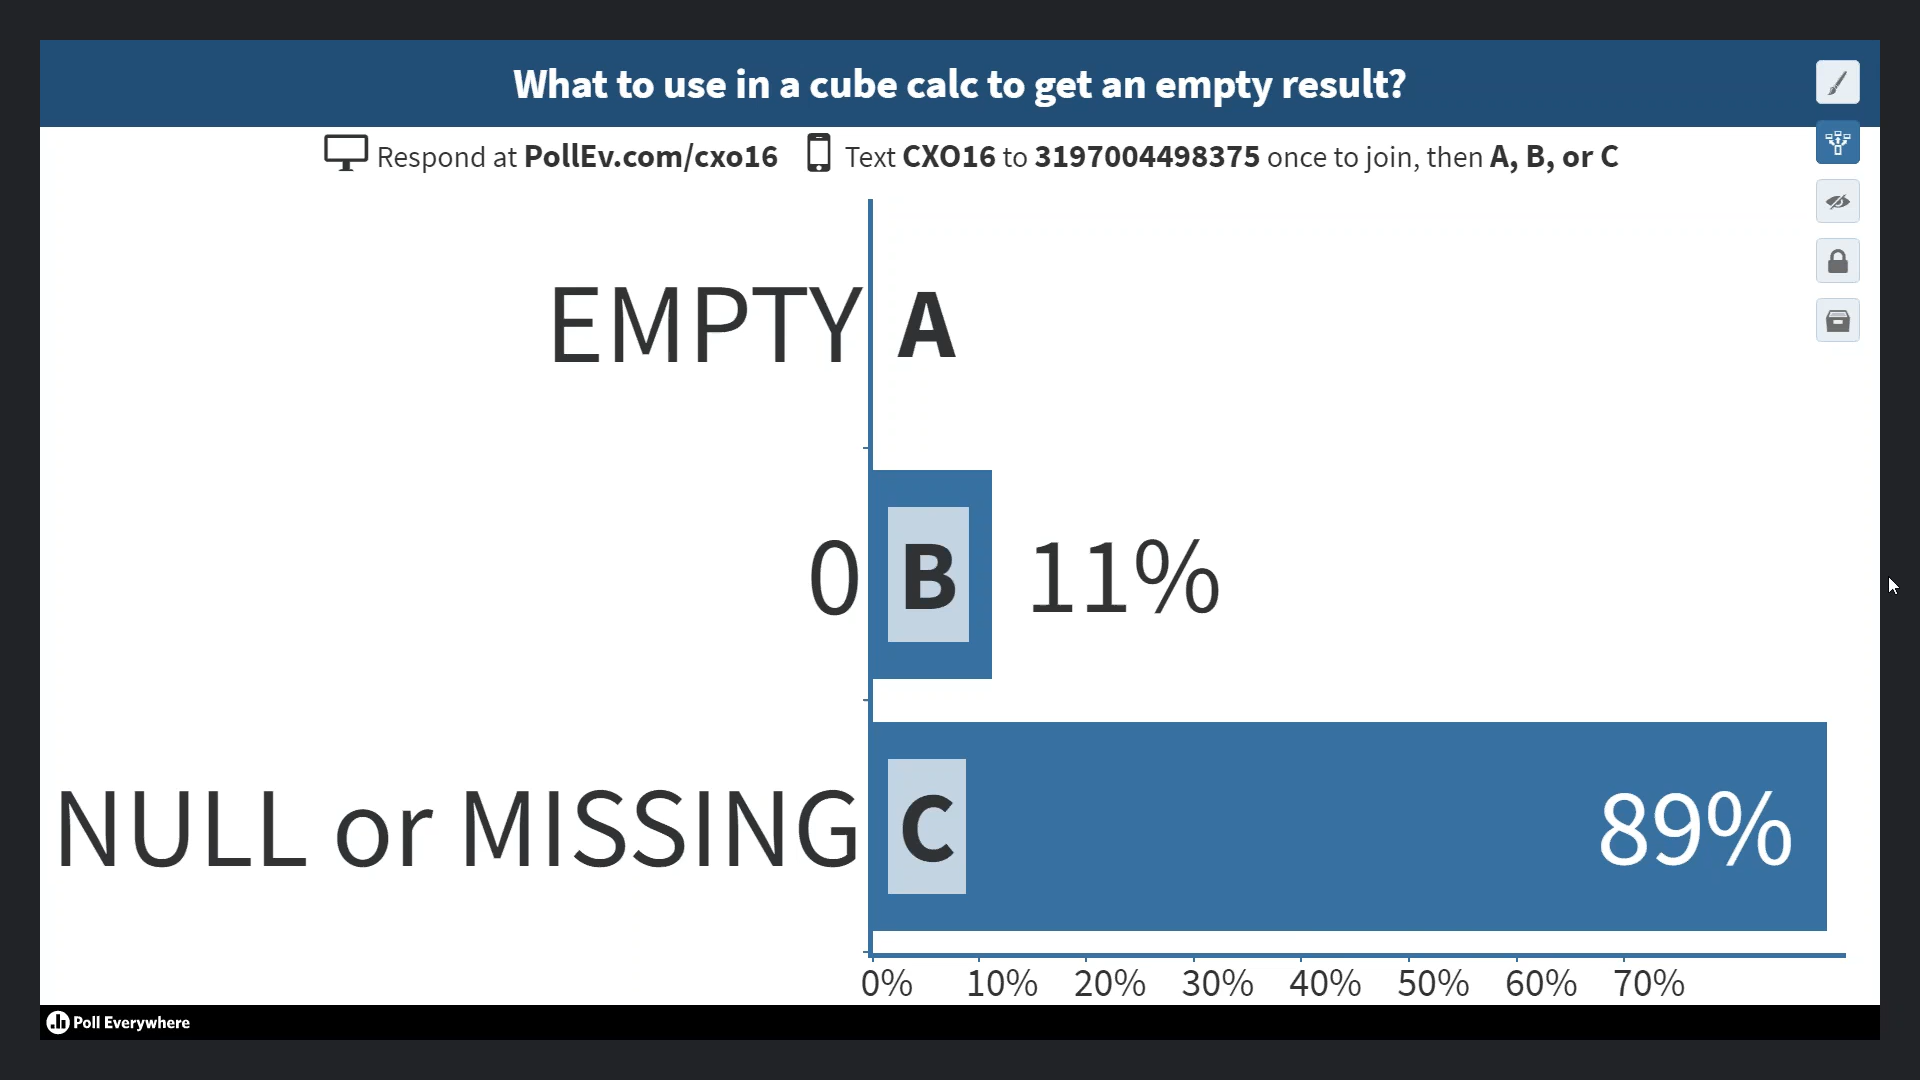 What to use in a cube calc to get an empty result?
Respond at PollEv.com/cxo16 Text CXO16 to 3197004498375 once to join, then A, B, or C
EMPTY A
0 B 11%
NULL or MISSING C 89%
0% 10% 20% 30% 40% 50% 60% 70%
Poll Everywhere